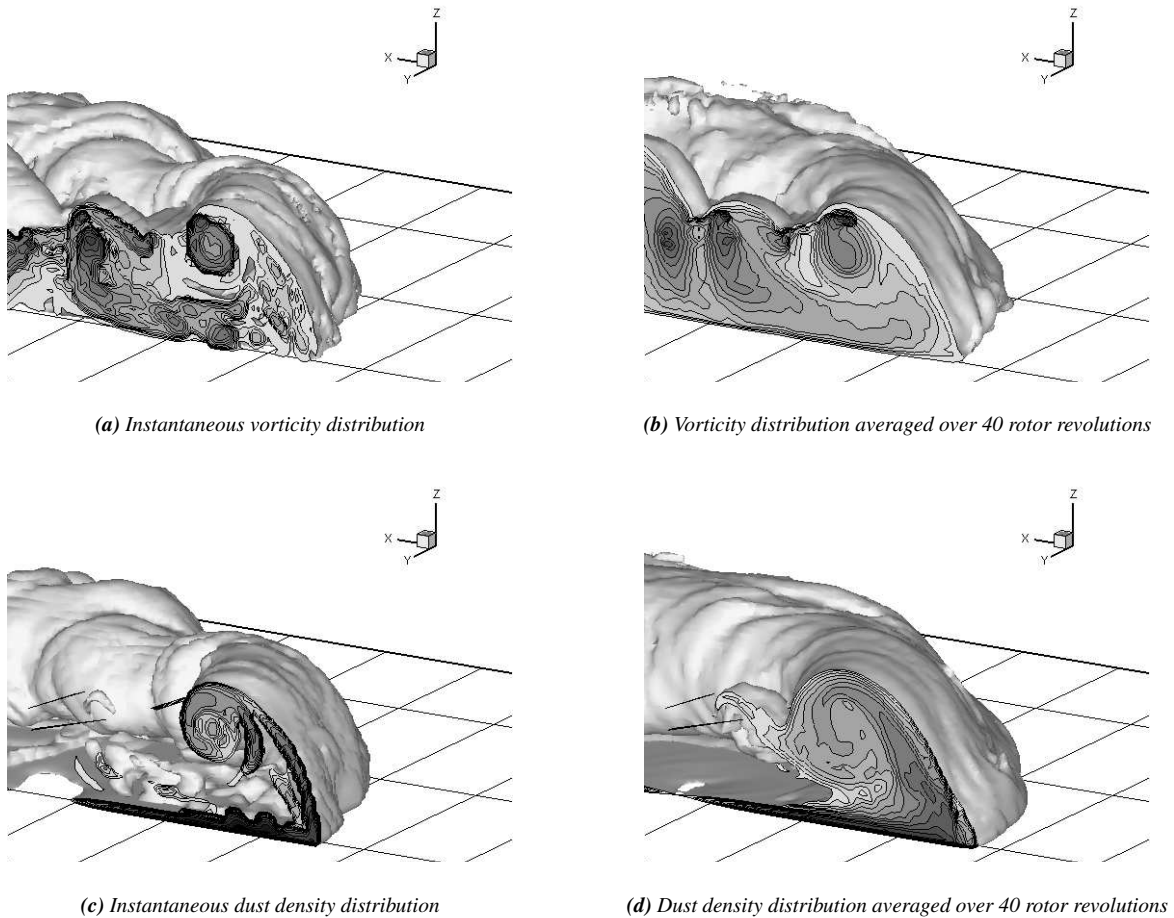 Z
X
Y
Z
X
Y
(a) Instantaneous vorticity distribution
(b) Vorticity distribution averaged over 40 rotor revolutions
Z
X
Y
Z
X
Y
(c) Instantaneous dust density distribution
(d) Dust density distribution averaged over 40 rotor revolutions